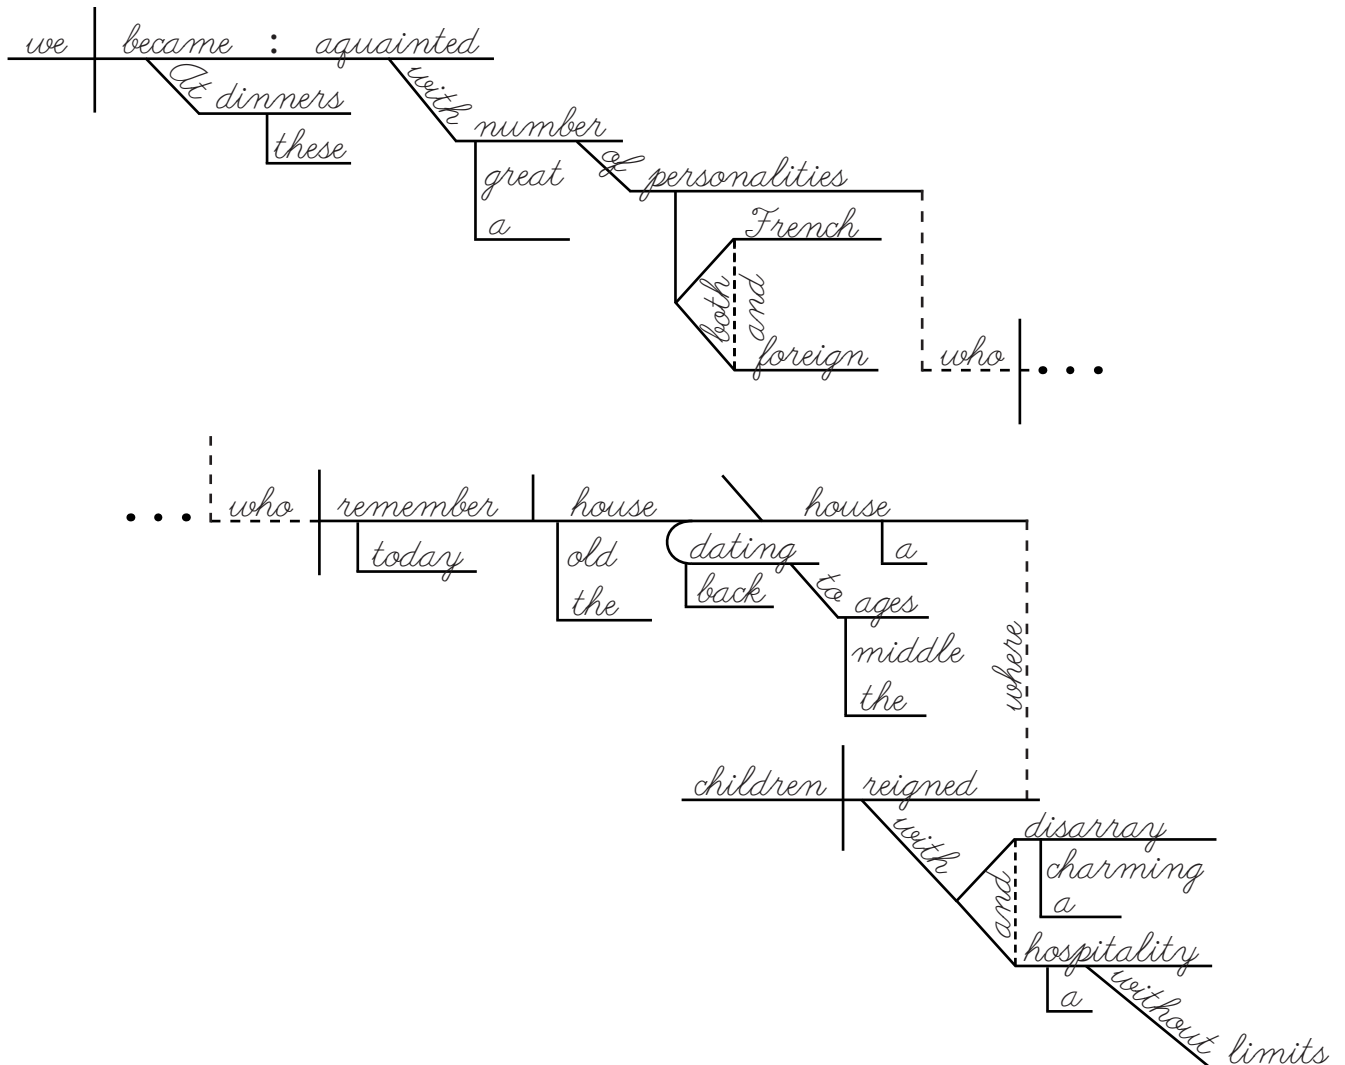 we became : aquainted
At dinners
these
with number
great
a
of personalities
French
both and
foreign
who . . .
. . . who remember house house
today
old
the
dating
back
to ages
middle
the
a
where
children reigned
with
and
disarray
charming
a
hospitality
a
without limits